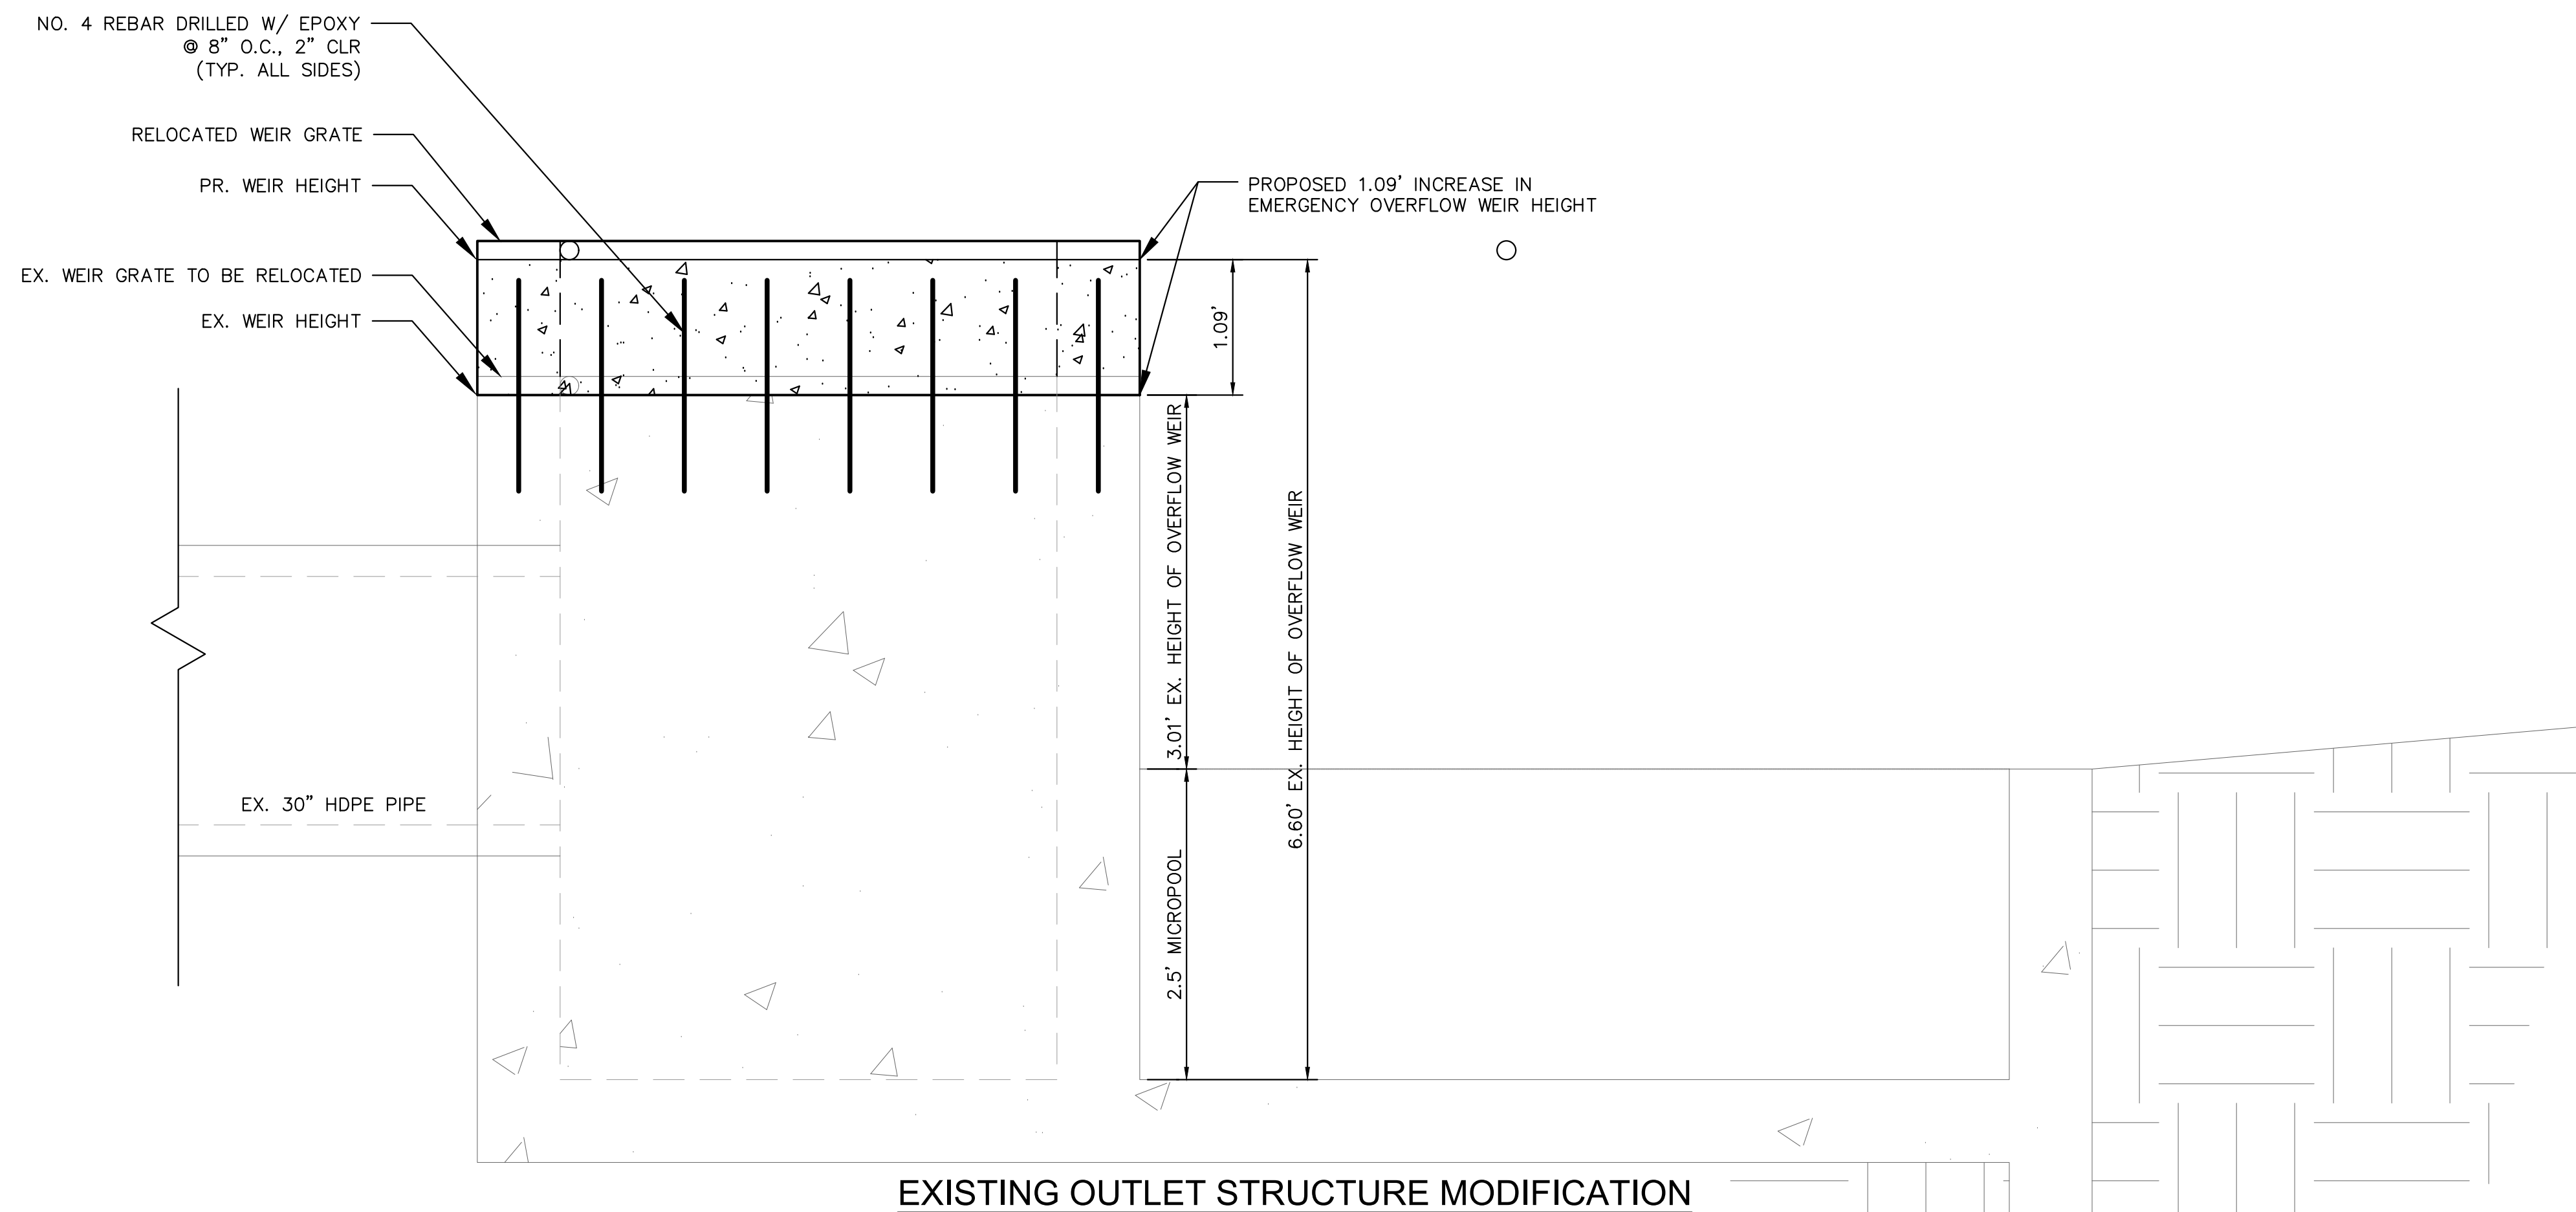 NO. 4 REBAR DRILLED W/ EPOXY
@ 8" O.C., 2" CLR
(TYP. ALL SIDES)
RELOCATED WEIR GRATE
PR. WEIR HEIGHT
EX. WEIR GRATE TO BE RELOCATED
EX. WEIR HEIGHT
PROPOSED 1.09' INCREASE IN
EMERGENCY OVERFLOW WEIR HEIGHT
1.09'
3.01' EX. HEIGHT OF OVERFLOW WEIR
6.60' EX. HEIGHT OF OVERFLOW WEIR
2.5' MICROPOOL
EX. 30" HDPE PIPE
EXISTING OUTLET STRUCTURE MODIFICATION